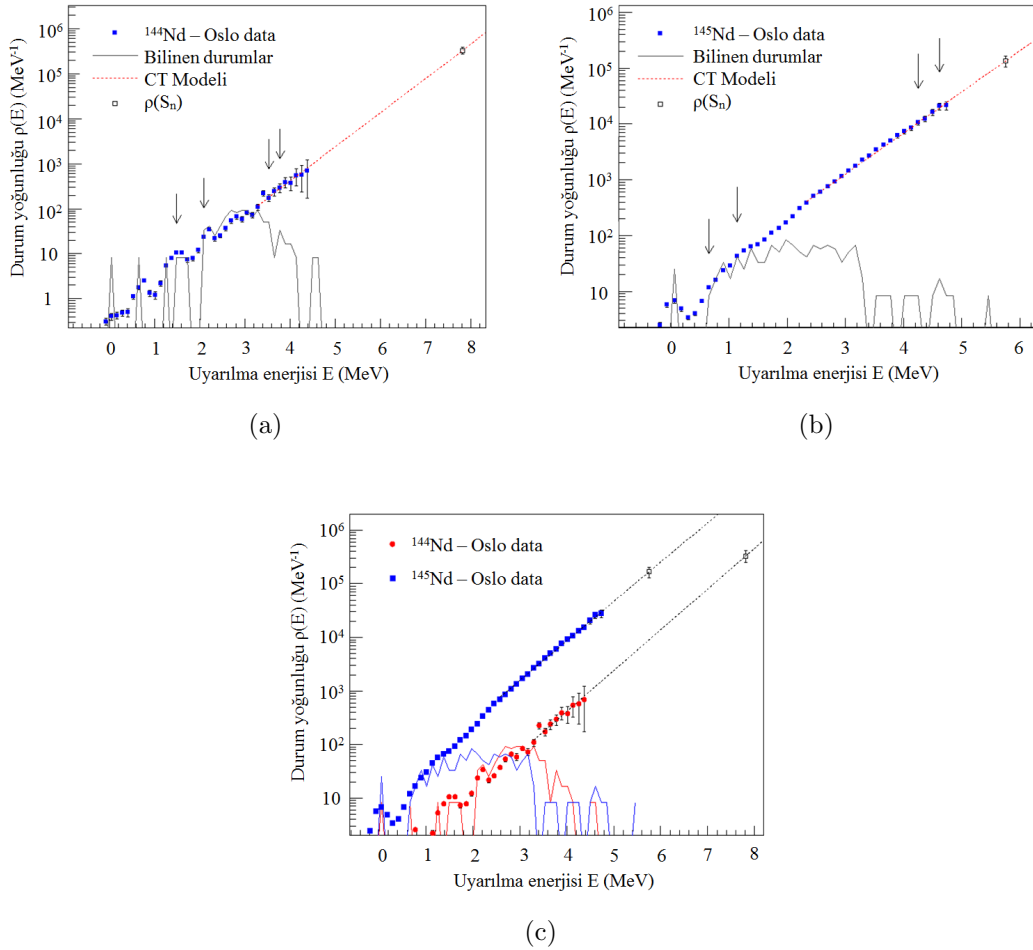 ¹⁴⁴Nd – Oslo data
Bilinen durumlar
CT Modeli
ρ(Sₙ)
Durum yoğunluğu ρ(E) (MeV⁻¹)
10⁶
10⁵
10⁴
10³
10²
10
1
0 1 2 3 4 5 6 7 8
Uyarılma enerjisi E (MeV)
(a)
¹⁴⁵Nd – Oslo data
Bilinen durumlar
CT Modeli
ρ(Sₙ)
Durum yoğunluğu ρ(E) (MeV⁻¹)
10⁶
10⁵
10⁴
10³
10²
10
0 1 2 3 4 5 6
Uyarılma enerjisi E (MeV)
(b)
¹⁴⁴Nd – Oslo data
¹⁴⁵Nd – Oslo data
Durum yoğunluğu ρ(E) (MeV⁻¹)
10⁶
10⁵
10⁴
10³
10²
10
0 1 2 3 4 5 6 7 8
Uyarılma enerjisi E (MeV)
(c)